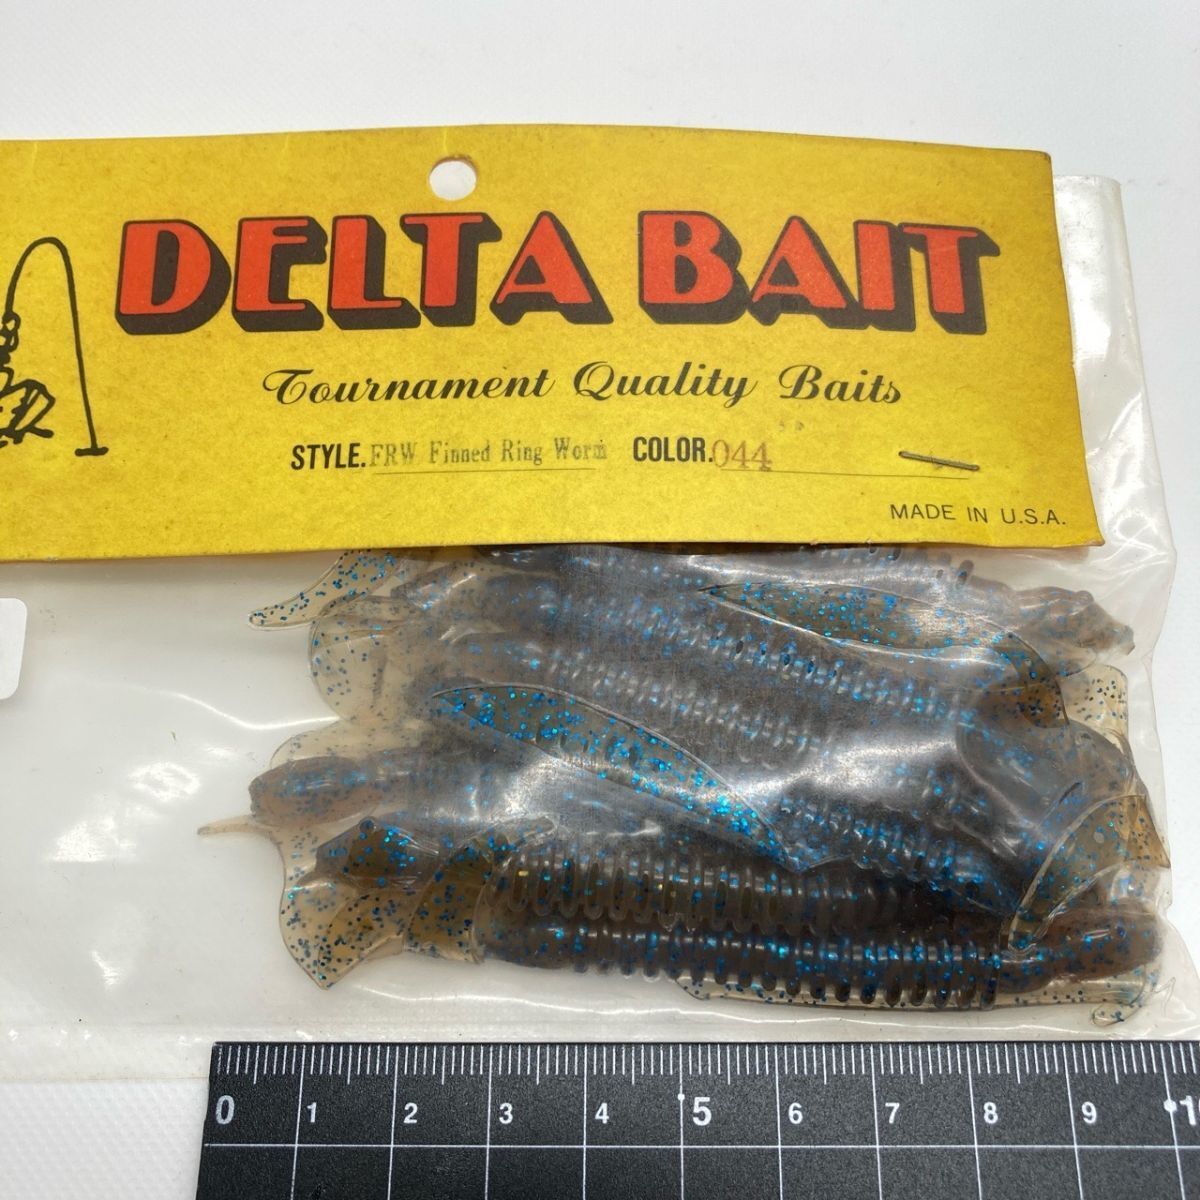 DELTA BAIT
Tournament Quality Baits
STYLE. FRW Finned Ring Worm COLOR. 044
MADE IN U.S.A.
0 1 2 3 4 5 6 7 8 9 10